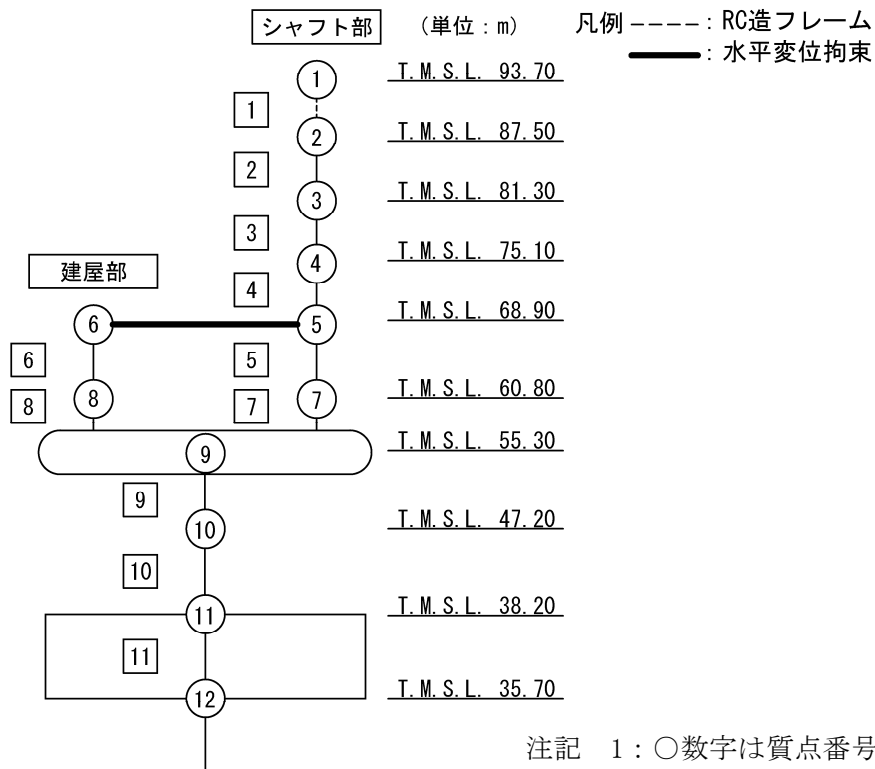 シャフト部 (単位:m) 凡例 ----: RC造フレーム
━━━: 水平変位拘束
1 T.M.S.L. 93.70
1
2 T.M.S.L. 87.50
2
3 T.M.S.L. 81.30
3
4 T.M.S.L. 75.10
建屋部 4
6 5 T.M.S.L. 68.90
6 5
8 7 T.M.S.L. 60.80
8 7
9 T.M.S.L. 55.30
9
10 T.M.S.L. 47.20
10
11 T.M.S.L. 38.20
11
12 T.M.S.L. 35.70
注記 1:○数字は質点番号